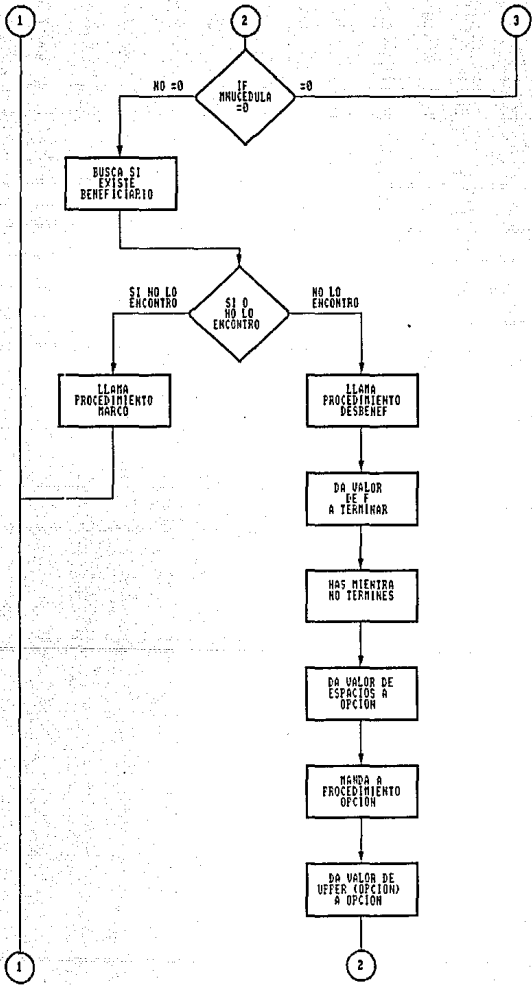 1
2
3
NO =0
IF
MNUCEDULA
=0
=0
BUSCA SI
EXISTE
BENEFICIARIO
SI NO LO
ENCONTRO
SI O
NO LO
ENCONTRO
NO LO
ENCONTRO
LLAMA
PROCEDIMIENTO
MARCO
LLAMA
PROCEDIMIENTO
DESBENEF
DA VALOR
DE F
A TERMINAR
HAS MIENTRA
NO TERMINES
DA VALOR DE
ESPACIOS A
OPCION
MANDA A
PROCEDIMIENTO
OPCION
DA VALOR DE
UPPER (OPCION)
A OPCION
1
2